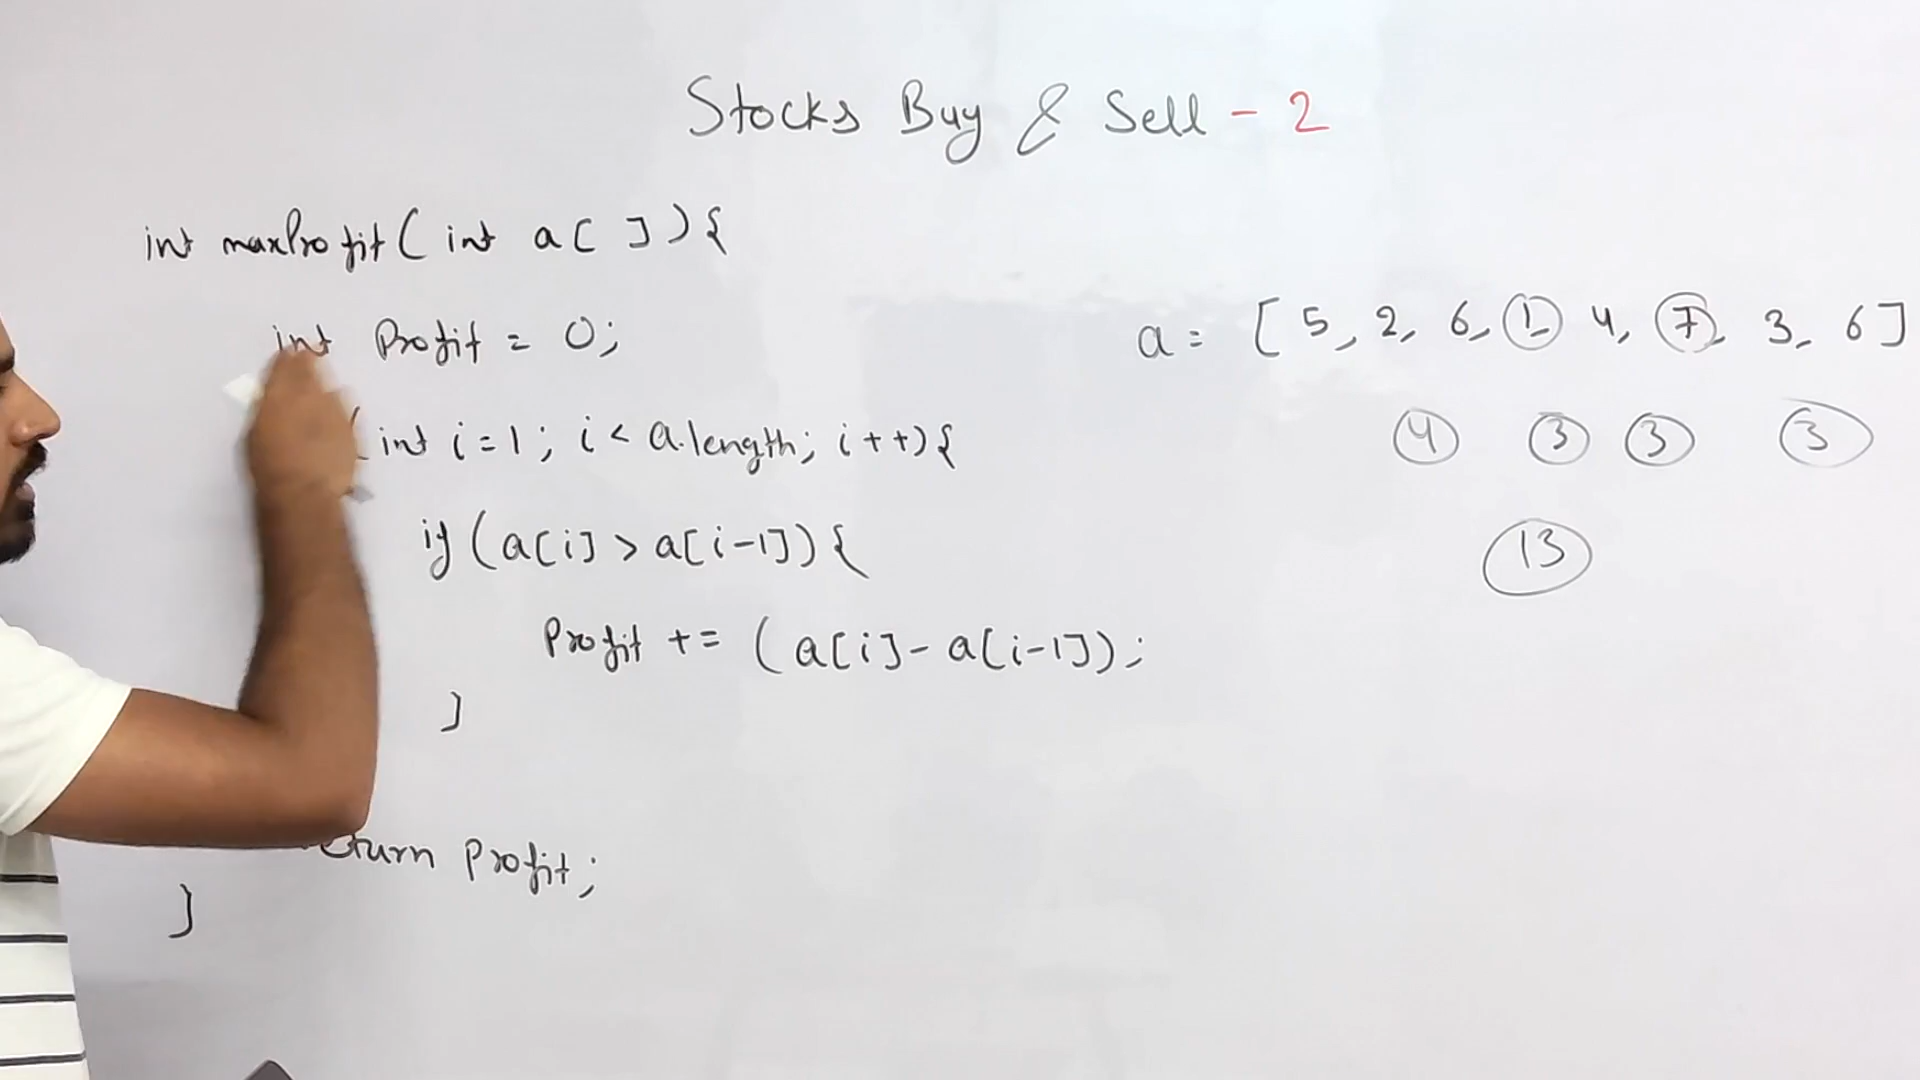 Stocks Buy & Sell - 2
int maxProfit( int a[ ] ){
int Profit = 0;
(int i=1; i < a.length; i++){
if (a[i] > a[i-1]) {
Profit += (a[i] - a[i-1]);
}
Profit;
}
a = [ 5, 2, 6, 1, 4, 7, 3, 6 ]
4 3 3 3
13